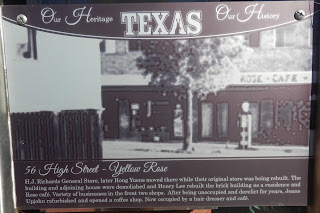 Our Heritage TEXAS Our History
ROSE - CAFE
56 High Street - Yellow Rose
H.J. Richards General Store, later Hong Yuens moved there while their original store was being rebuilt. The
building and adjoining house were demolished and Henry Lee rebuilt the brick building as a residence and
Rose café. Variety of businesses in the front two shops. After being unoccupied and derelict for years, Jenny
Upjohn refurbished and opened a coffee shop. Now occupied by a hair dresser and café.